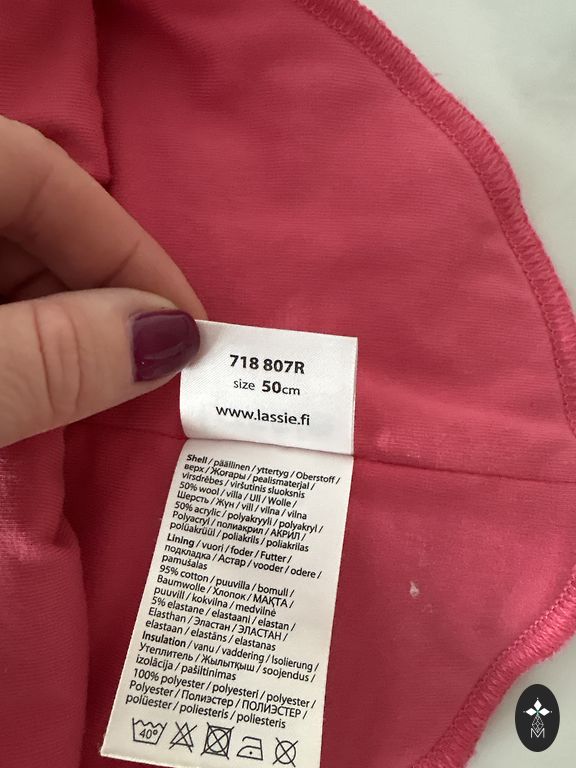 718 807R
size 50cm
www.lassie.fi
Shell / päällinen / yttertyg / Oberstoff /
верх / Жоғары / pealismaterjal /
virsdrēbes / viršutinis sluoksnis
50% wool / villa / Ull / Wolle /
Шерсть / Жүн / vill / vilna / vilna
50% acrylic / polyakryyli / polyakryl /
Polyacryl / полиакрил / АКРИЛ /
polüakrüül / poliakrils / poliakrilas
Lining / vuori / foder / Futter /
подкладка / Астар / vooder / odere /
pamušalas
95% cotton / puuvilla / bomull /
Baumwolle / Хлопок / МАҚТА /
puuvill / kokvilna / medvilnė
5% elastane / elastaani / elastan /
Elasthan / Эластан / ЭЛАСТАН /
elastaan / elastāns / elastanas
Insulation / vanu / vaddering / Isolierung /
Утеплитель / Жылытқыш / soojendus /
izolācija / pašiltinimas
100% polyester / polyesteri / polyester /
Polyester / Полиэстер / ПОЛИЭСТЕР /
polüester / poliesteris / poliesteris
40°
M